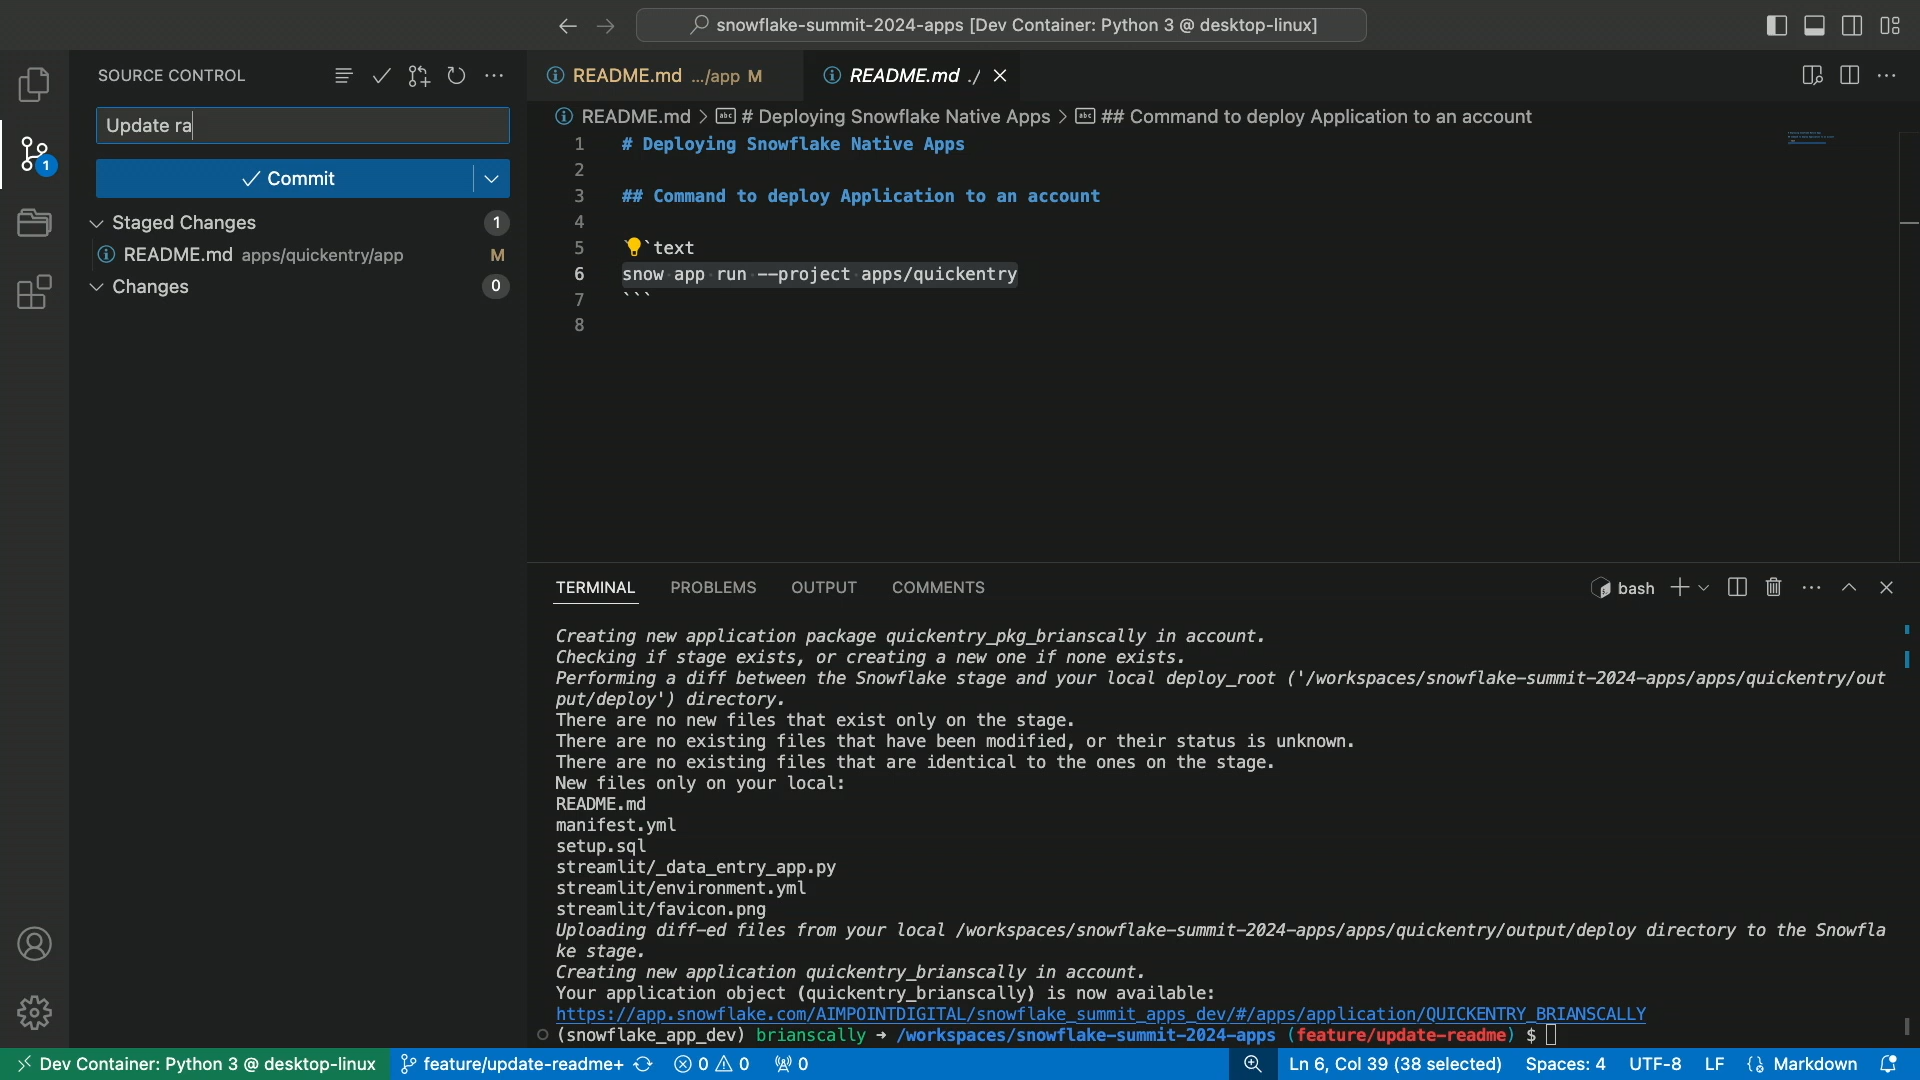 snowflake-summit-2024-apps [Dev Container: Python 3 @ desktop-linux]
SOURCE CONTROL
README.md .../app M
README.md ./
Update ra
README.md > # Deploying Snowflake Native Apps > ## Command to deploy Application to an account
Commit
Staged Changes 1
README.md apps/quickentry/app M
Changes 0
1
1 # Deploying Snowflake Native Apps
2
3 ## Command to deploy Application to an account
4
5 ```text
6 snow app run --project apps/quickentry
7 ```
8
TERMINAL PROBLEMS OUTPUT COMMENTS
bash
Creating new application package quickentry_pkg_brianscally in account.
Checking if stage exists, or creating a new one if none exists.
Performing a diff between the Snowflake stage and your local deploy_root ('/workspaces/snowflake-summit-2024-apps/apps/quickentry/out
put/deploy') directory.
There are no new files that exist only on the stage.
There are no existing files that have been modified, or their status is unknown.
There are no existing files that are identical to the ones on the stage.
New files only on your local:
README.md
manifest.yml
setup.sql
streamlit/_data_entry_app.py
streamlit/environment.yml
streamlit/favicon.png
Uploading diff-ed files from your local /workspaces/snowflake-summit-2024-apps/apps/quickentry/output/deploy directory to the Snowfla
ke stage.
Creating new application quickentry_brianscally in account.
Your application object (quickentry_brianscally) is now available:
https://app.snowflake.com/AIMPOINTDIGITAL/snowflake_summit_apps_dev/#/apps/application/QUICKENTRY_BRIANSCALLY
(snowflake_app_dev) brianscally → /workspaces/snowflake-summit-2024-apps (feature/update-readme) $
Dev Container: Python 3 @ desktop-linux feature/update-readme+ 0 0 0 Ln 6, Col 39 (38 selected) Spaces: 4 UTF-8 LF Markdown